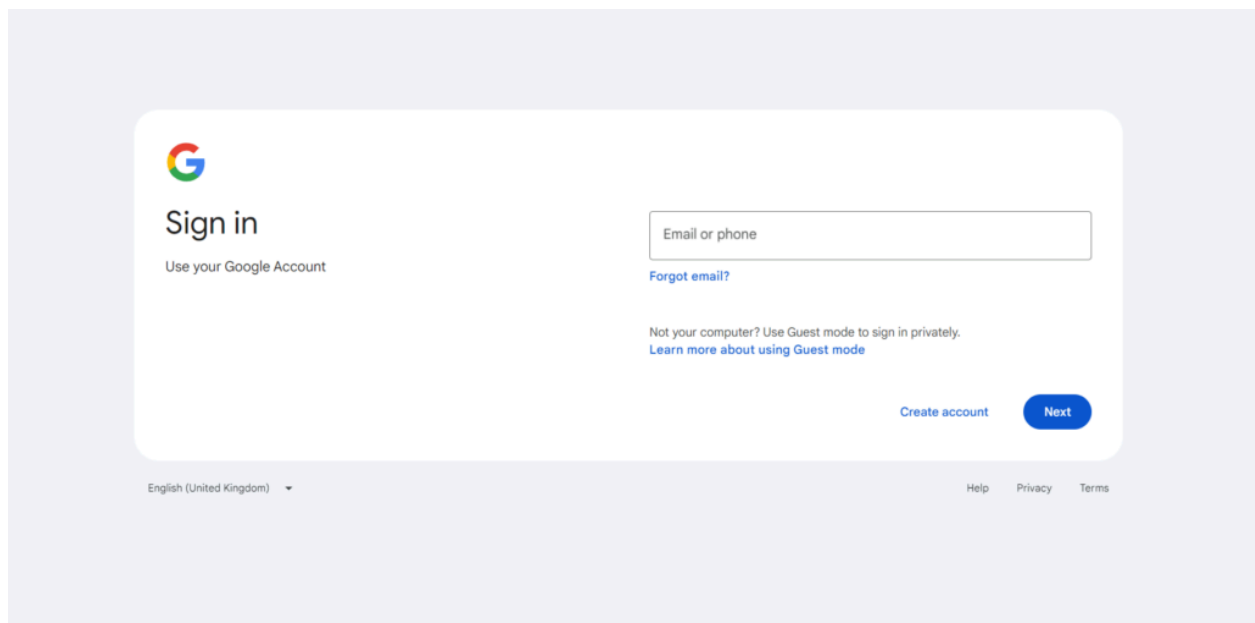 Sign in
Use your Google Account
Email or phone
Forgot email?
Not your computer? Use Guest mode to sign in privately.
Learn more about using Guest mode
Create account
Next
English (United Kingdom)
Help
Privacy
Terms